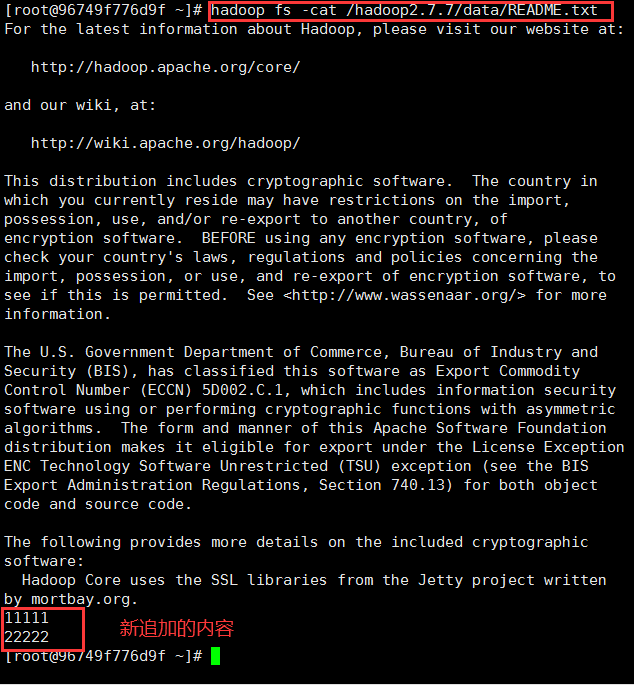 [root@96749f776d9f ~]# hadoop fs -cat /hadoop2.7.7/data/README.txt
For the latest information about Hadoop, please visit our website at:
http://hadoop.apache.org/core/
and our wiki, at:
http://wiki.apache.org/hadoop/
This distribution includes cryptographic software.  The country in
which you currently reside may have restrictions on the import,
possession, use, and/or re-export to another country, of
encryption software.  BEFORE using any encryption software, please
check your country's laws, regulations and policies concerning the
import, possession, or use, and re-export of encryption software, to
see if this is permitted.  See <http://www.wassenaar.org/> for more
information.
The U.S. Government Department of Commerce, Bureau of Industry and
Security (BIS), has classified this software as Export Commodity
Control Number (ECCN) 5D002.C.1, which includes information security
software using or performing cryptographic functions with asymmetric
algorithms.  The form and manner of this Apache Software Foundation
distribution makes it eligible for export under the License Exception
ENC Technology Software Unrestricted (TSU) exception (see the BIS
Export Administration Regulations, Section 740.13) for both object
code and source code.
The following provides more details on the included cryptographic
software:
Hadoop Core uses the SSL libraries from the Jetty project written
by mortbay.org.
11111
22222
新追加的内容
[root@96749f776d9f ~]#